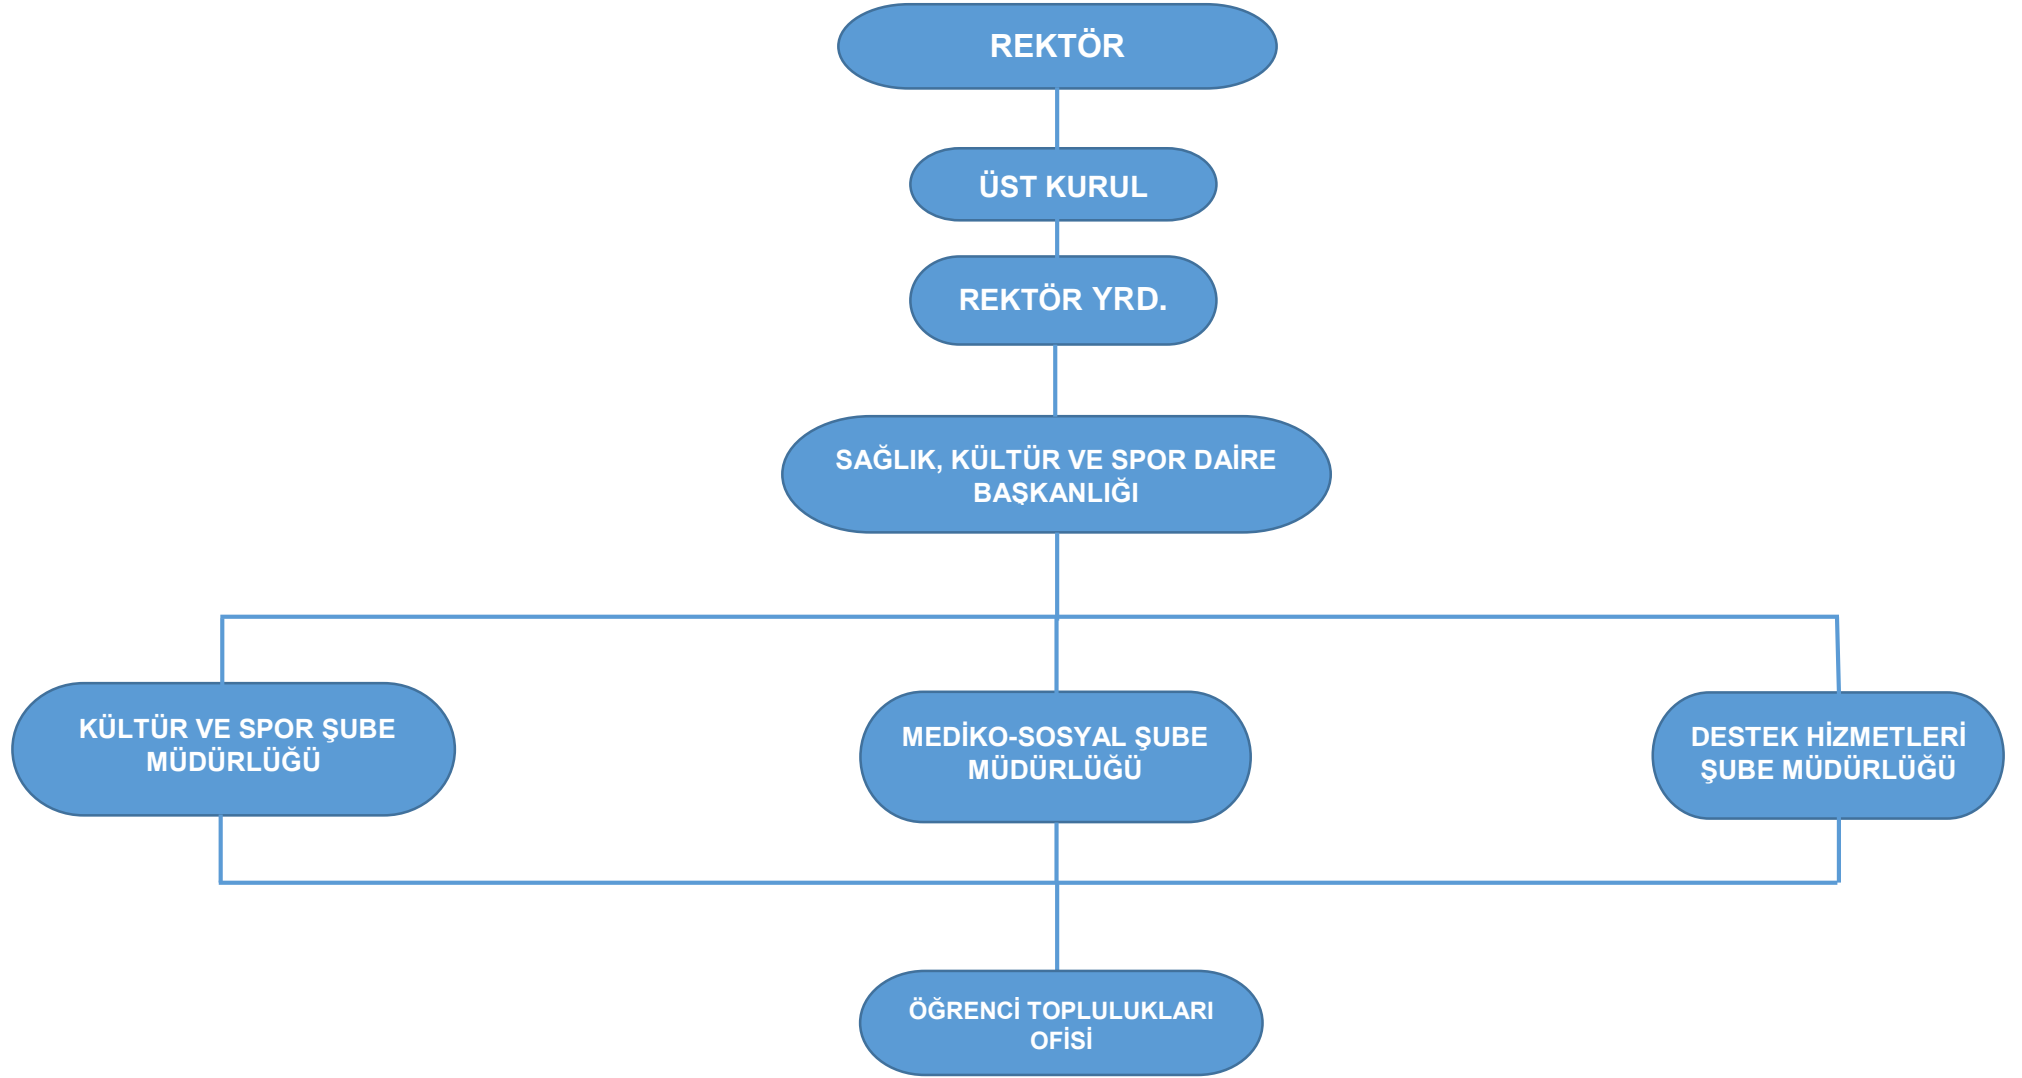 REKTÖR
ÜST KURUL
REKTÖR YRD.
SAĞLIK, KÜLTÜR VE SPOR DAİRE
BAŞKANLIĞI
KÜLTÜR VE SPOR ŞUBE
MÜDÜRLÜĞÜ
MEDİKO-SOSYAL ŞUBE
MÜDÜRLÜĞÜ
DESTEK HİZMETLERİ
ŞUBE MÜDÜRLÜĞÜ
ÖĞRENCİ TOPLULUKLARI
OFİSİ